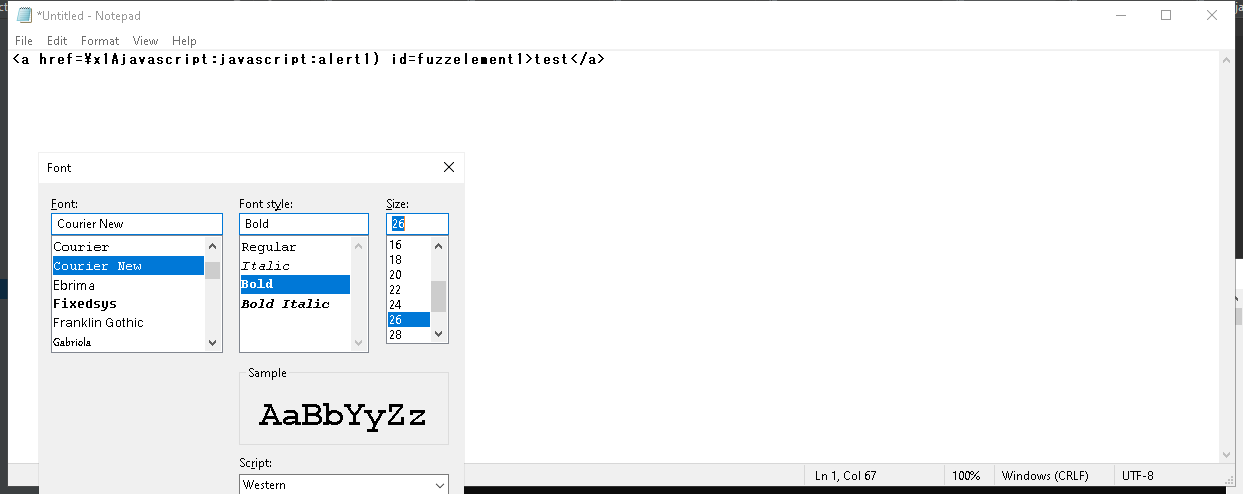 *Untitled - Notepad
File Edit Format View Help
<a href=¥x1Ajavascript:javascript:alert1) id=fuzzelement1>test</a>
Font
Font: Font style: Size:
Courier New Bold 26
Courier Regular 16
Courier New Italic 18
Ebrima Bold 20
Fixedsys Bold Italic 22
Franklin Gothic 24
Gabriola 26
28
Sample
AaBbYyZz
Script:
Western
Ln 1, Col 67 100% Windows (CRLF) UTF-8